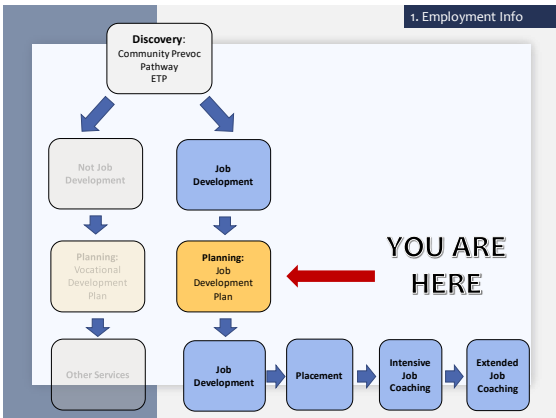 1. Employment Info
Discovery:
Community Prevoc
Pathway
ETP
Not Job
Development
Job
Development
Planning:
Vocational
Development
Plan
Planning:
Job
Development
Plan
YOU ARE
HERE
Other Services
Job
Development
Placement
Intensive
Job
Coaching
Extended
Job
Coaching